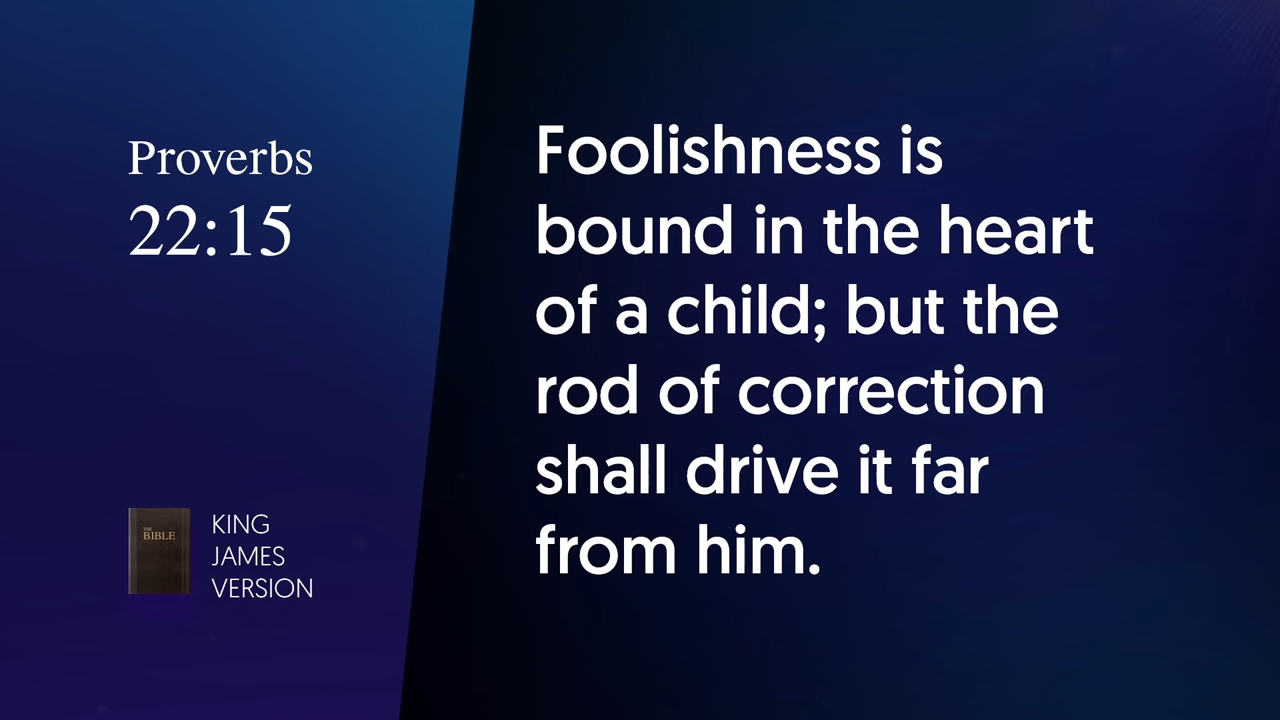 Proverbs
22:15
Foolishness is
bound in the heart
of a child; but the
rod of correction
shall drive it far
from him.
THE
BIBLE
KING
JAMES
VERSION